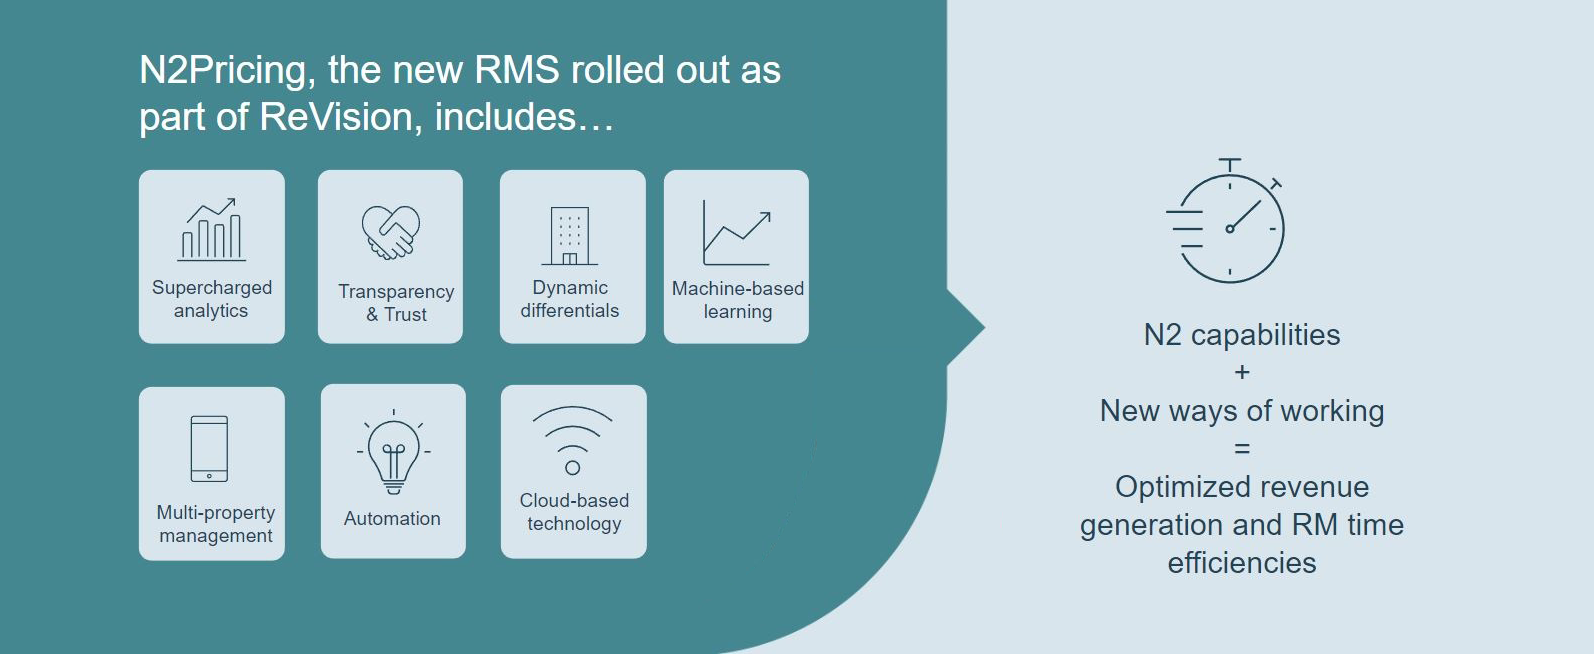 N2Pricing, the new RMS rolled out as
part of ReVision, includes…
Supercharged
analytics
Transparency
& Trust
Dynamic
differentials
Machine-based
learning
Multi-property
management
Automation
Cloud-based
technology
N2 capabilities
+
New ways of working
=
Optimized revenue
generation and RM time
efficiencies